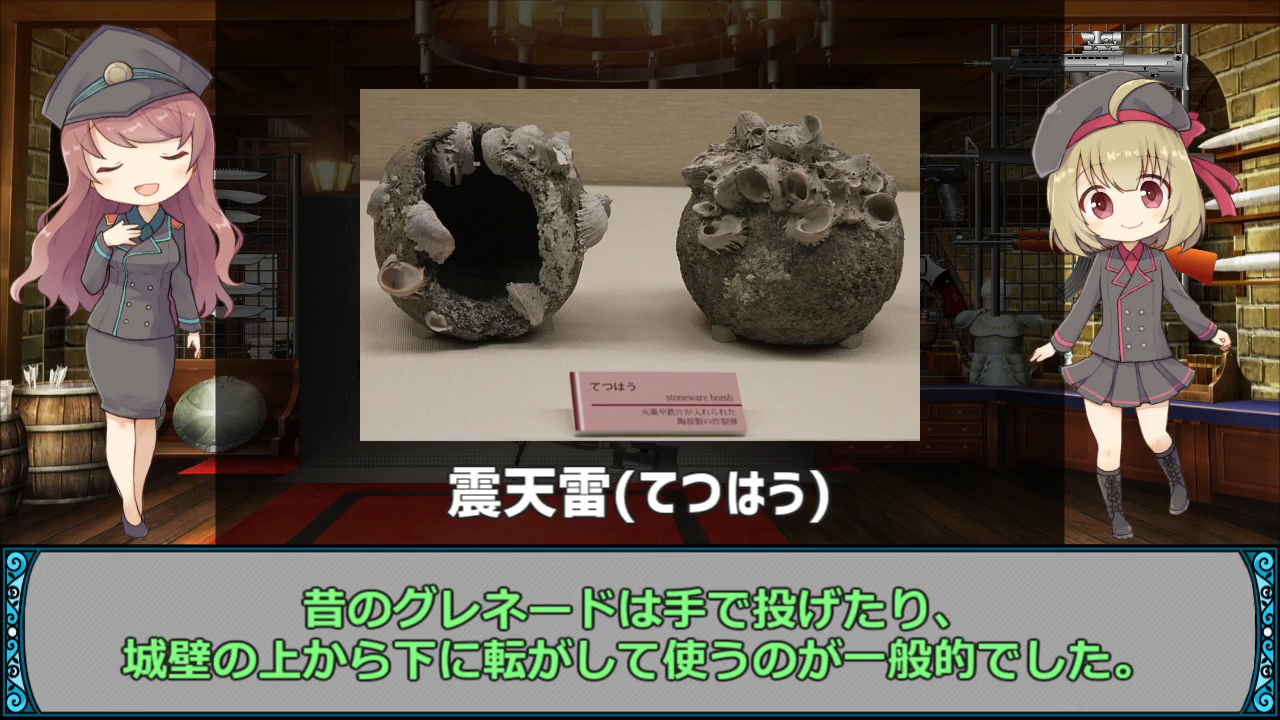 てつはう
stoneware bomb
火薬や鉄片が入れられた
陶器製の炸裂弾
震天雷(てつはう)
昔のグレネードは手で投げたり、
城壁の上から下に転がして使うのが一般的でした。